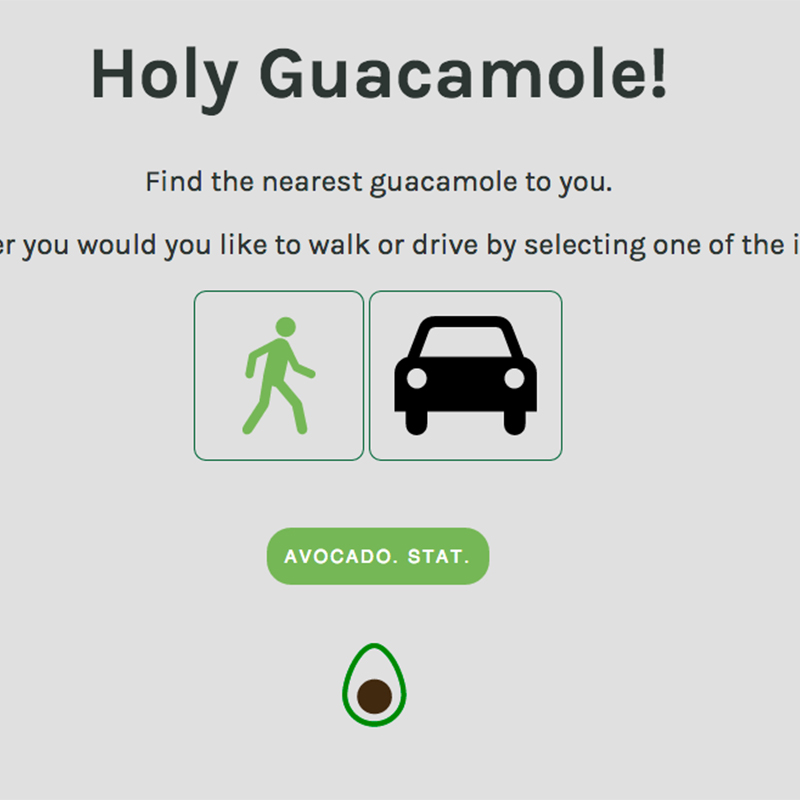 Holy Guacamole!
Find the nearest guacamole to you.
er you would you like to walk or drive by selecting one of the i
AVOCADO. STAT.